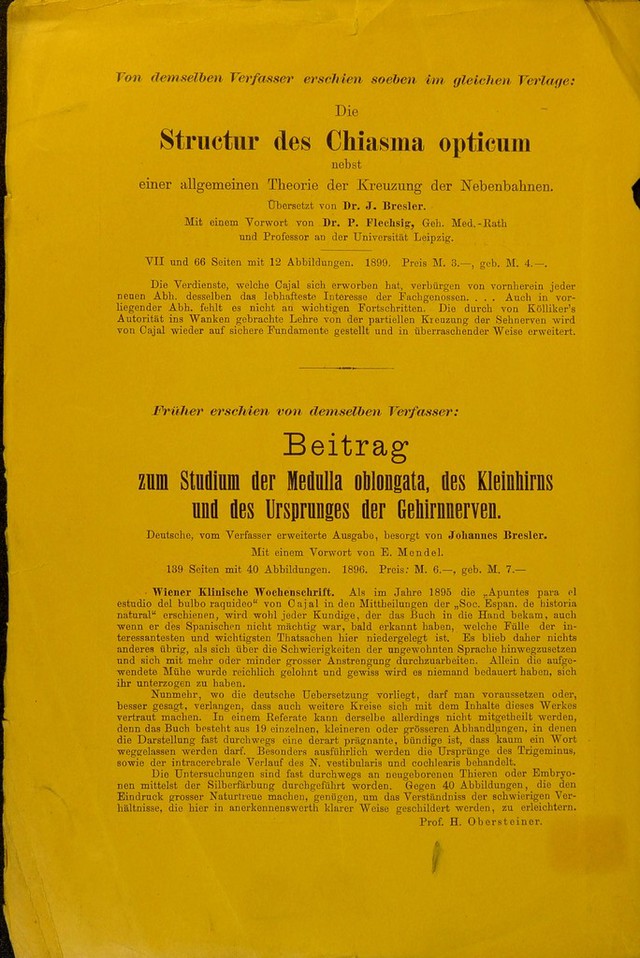 Von demselben Verfasser erschien soeben im gleichen Verlage:
Die
Structur des Chiasma opticum
nebst
einer allgemeinen Theorie der Kreuzung der Nebenbahnen.
Übersetzt von Dr. J. Bresler.
Mit einem Vorwort von Dr. P. Flechsig, Geh. Med.-Rath
und Professor an der Universität Leipzig.
VII und 66 Seiten mit 12 Abbildungen. 1899. Preis M. 3.—, geb. M. 4.—.
Die Verdienste, welche Cajal sich erworben hat, verbürgen von vornherein jeder
neuen Abh. desselben das lebhafteste Interesse der Fachgenossen. . . . Auch in vor-
liegender Abh. fehlt es nicht an wichtigen Fortschritten. Die durch von Kölliker's
Autorität ins Wanken gebrachte Lehre von der partiellen Kreuzung der Sehnerven wird
von Cajal wieder auf sichere Fundamente gestellt und in überraschender Weise erweitert.
Früher erschien von demselben Verfasser:
Beitrag
zum Studium der Medulla oblongata, des Kleinhirns
und des Ursprunges der Gehirnnerven.
Deutsche, vom Verfasser erweiterte Ausgabe, besorgt von Johannes Bresler.
Mit einem Vorwort von E. Mendel.
139 Seiten mit 40 Abbildungen. 1896. Preis: M. 6.—, geb. M. 7.—
Wiener Klinische Wochenschrift. Als im Jahre 1895 die „Apuntes para el
estudio del bulbo raquideo“ von Cajal in den Mittheilungen der „Soc. Espan. de historia
natural“ erschienen, wird wohl jeder Kundige, der das Buch in die Hand bekam, auch
wenn er des Spanischen nicht mächtig war, bald erkannt haben, welche Fülle der in-
teressantesten und wichtigsten Thatsachen hier niedergelegt ist. Es blieb daher nichts
anderes übrig, als sich über die Schwierigkeiten der ungewohnten Sprache hinwegzusetzen
und sich mit mehr oder minder grosser Anstrengung durchzuarbeiten. Allein die aufge-
wendete Mühe wurde reichlich gelohnt und gewiss wird es niemand bedauert haben, sich
ihr unterzogen zu haben.
Nunmehr, wo die deutsche Uebersetzung vorliegt, darf man voraussetzen oder,
besser gesagt, verlangen, dass auch weitere Kreise sich mit dem Inhalte dieses Werkes
vertraut machen. In einem Referate kann derselbe allerdings nicht mitgetheilt werden,
denn das Buch besteht aus 19 einzelnen, kleineren oder grösseren Abhandlungen, in denen
die Darstellung fast durchwegs eine derart prägnante, bündige ist, dass kaum ein Wort
weggelassen werden darf. Besonders ausführlich werden die Ursprünge des Trigeminus,
sowie der intracerebrale Verlauf des N. vestibularis und cochlearis behandelt.
Die Untersuchungen sind fast durchwegs an neugeborenen Thieren oder Embryo-
nen mittelst der Silberfärbung durchgeführt worden. Gegen 40 Abbildungen, die den
Eindruck grosser Naturtreue machen, genügen, um das Verständniss der schwierigen Ver-
hältnisse, die hier in anerkennenswerth klarer Weise geschildert werden, zu erleichtern.
Prof. H. Obersteiner.